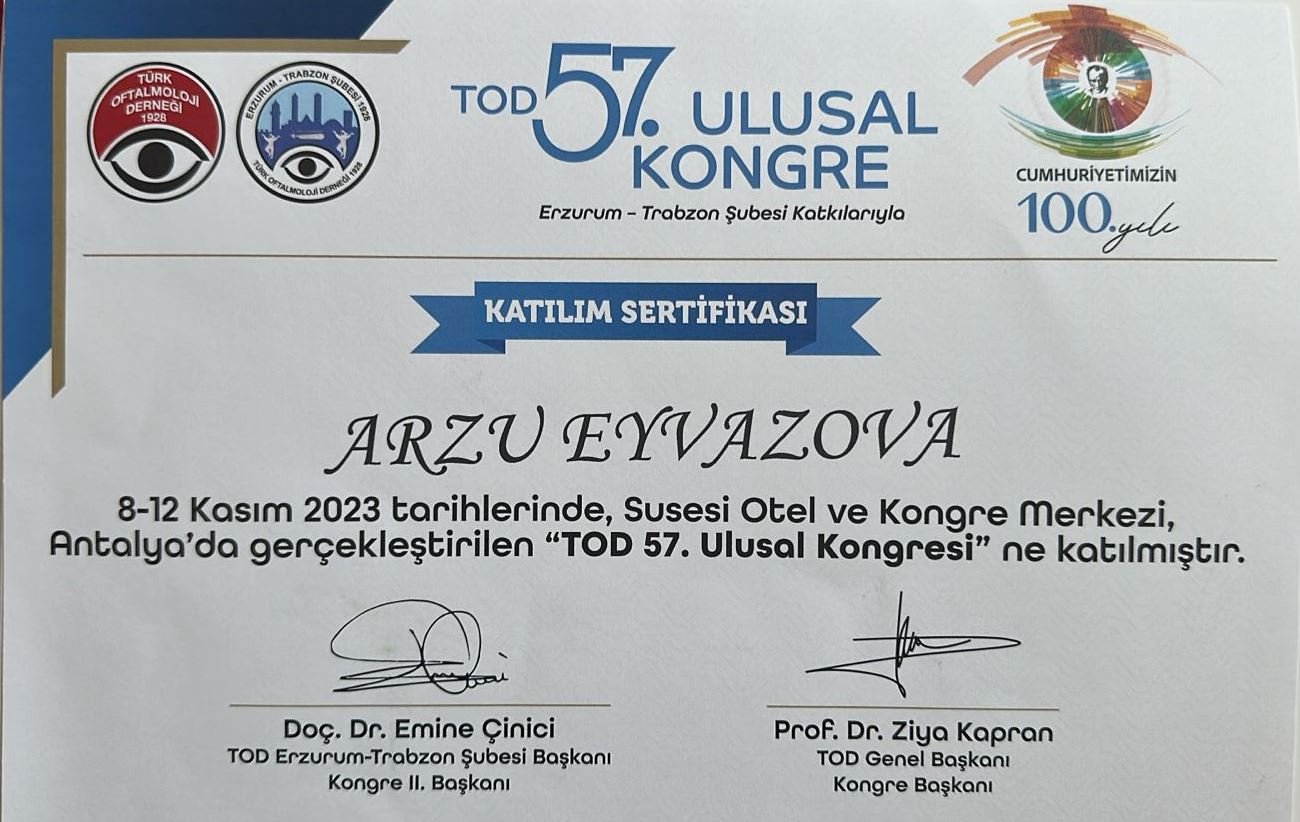 TÜRK
OFTALMOLOJİ
DERNEĞİ
1928
ERZURUM - TRABZON ŞUBESİ 1928
TÜRK OFTALMOLOJİ DERNEĞİ 1928
TOD 57. ULUSAL
KONGRE
Erzurum - Trabzon Şubesi Katkılarıyla
CUMHURİYETİMİZİN
100.yılı
KATILIM SERTİFİKASI
ARZU EYVAZOVA
8-12 Kasım 2023 tarihlerinde, Susesi Otel ve Kongre Merkezi,
Antalya’da gerçekleştirilen “TOD 57. Ulusal Kongresi” ne katılmıştır.
Doç. Dr. Emine Çinici
TOD Erzurum-Trabzon Şubesi Başkanı
Kongre II. Başkanı
Prof. Dr. Ziya Kapran
TOD Genel Başkanı
Kongre Başkanı